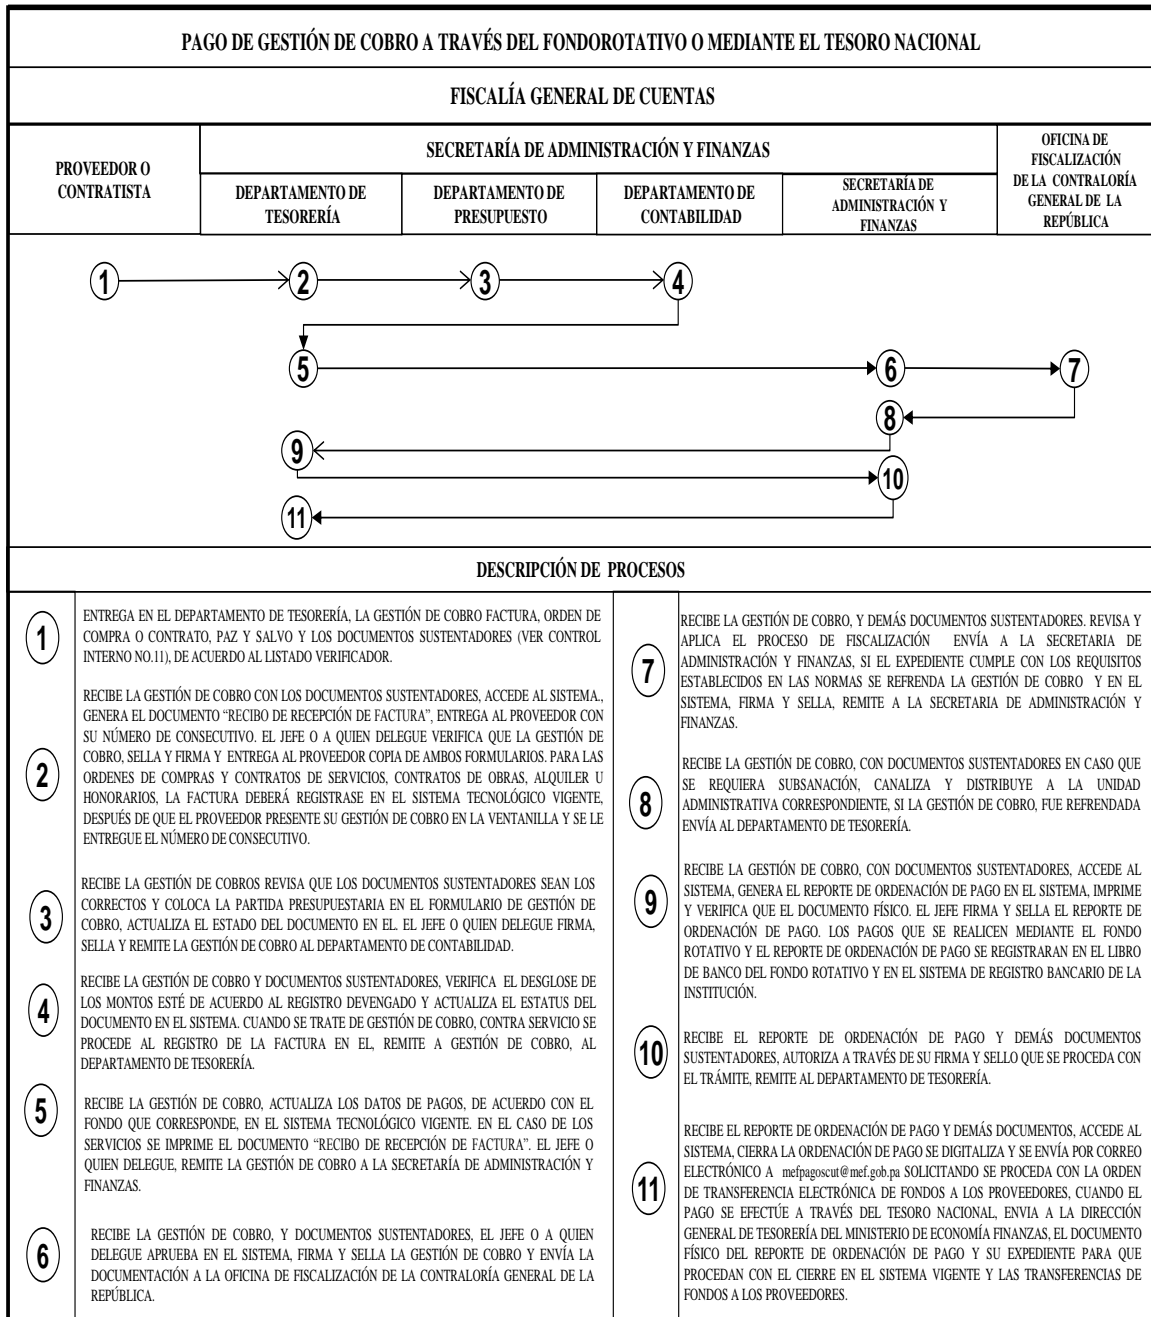 PAGO DE GESTIÓN DE COBRO A TRAVÉS DEL FONDOROTATIVO O MEDIANTE EL TESORO NACIONAL
FISCALÍA GENERAL DE CUENTAS
PROVEEDOR O
CONTRATISTA
SECRETARÍA DE ADMINISTRACIÓN Y FINANZAS
DEPARTAMENTO DE
TESORERÍA
DEPARTAMENTO DE
PRESUPUESTO
DEPARTAMENTO DE
CONTABILIDAD
SECRETARÍA DE
ADMINISTRACIÓN Y
FINANZAS
OFICINA DE
FISCALIZACIÓN
DE LA CONTRALORÍA
GENERAL DE LA
REPÚBLICA
1
2
3
4
5
6
7
8
9
10
11
DESCRIPCIÓN DE PROCESOS
1
ENTREGA EN EL DEPARTAMENTO DE TESORERÍA, LA GESTIÓN DE COBRO FACTURA, ORDEN DE
COMPRA O CONTRATO, PAZ Y SALVO Y LOS DOCUMENTOS SUSTENTADORES (VER CONTROL
INTERNO NO.11), DE ACUERDO AL LISTADO VERIFICADOR.
2
RECIBE LA GESTIÓN DE COBRO CON LOS DOCUMENTOS SUSTENTADORES, ACCEDE AL SISTEMA.,
GENERA EL DOCUMENTO “RECIBO DE RECEPCIÓN DE FACTURA”, ENTREGA AL PROVEEDOR CON
SU NÚMERO DE CONSECUTIVO. EL JEFE O A QUIEN DELEGUE VERIFICA QUE LA GESTIÓN DE
COBRO, SELLA Y FIRMA Y ENTREGA AL PROVEEDOR COPIA DE AMBOS FORMULARIOS. PARA LAS
ORDENES DE COMPRAS Y CONTRATOS DE SERVICIOS, CONTRATOS DE OBRAS, ALQUILER U
HONORARIOS, LA FACTURA DEBERÁ REGISTRASE EN EL SISTEMA TECNOLÓGICO VIGENTE,
DESPUÉS DE QUE EL PROVEEDOR PRESENTE SU GESTIÓN DE COBRO EN LA VENTANILLA Y SE LE
ENTREGUE EL NÚMERO DE CONSECUTIVO.
3
RECIBE LA GESTIÓN DE COBROS REVISA QUE LOS DOCUMENTOS SUSTENTADORES SEAN LOS
CORRECTOS Y COLOCA LA PARTIDA PRESUPUESTARIA EN EL FORMULARIO DE GESTIÓN DE
COBRO, ACTUALIZA EL ESTADO DEL DOCUMENTO EN EL. EL JEFE O QUIEN DELEGUE FIRMA,
SELLA Y REMITE LA GESTIÓN DE COBRO AL DEPARTAMENTO DE CONTABILIDAD.
4
RECIBE LA GESTIÓN DE COBRO Y DOCUMENTOS SUSTENTADORES, VERIFICA EL DESGLOSE DE
LOS MONTOS ESTÉ DE ACUERDO AL REGISTRO DEVENGADO Y ACTUALIZA EL ESTATUS DEL
DOCUMENTO EN EL SISTEMA. CUANDO SE TRATE DE GESTIÓN DE COBRO, CONTRA SERVICIO SE
PROCEDE AL REGISTRO DE LA FACTURA EN EL, REMITE A GESTIÓN DE COBRO, AL
DEPARTAMENTO DE TESORERÍA.
5
RECIBE LA GESTIÓN DE COBRO, ACTUALIZA LOS DATOS DE PAGOS, DE ACUERDO CON EL
FONDO QUE CORRESPONDE, EN EL SISTEMA TECNOLÓGICO VIGENTE. EN EL CASO DE LOS
SERVICIOS SE IMPRIME EL DOCUMENTO “RECIBO DE RECEPCIÓN DE FACTURA”. EL JEFE O
QUIEN DELEGUE, REMITE LA GESTIÓN DE COBRO A LA SECRETARÍA DE ADMINISTRACIÓN Y
FINANZAS.
6
RECIBE LA GESTIÓN DE COBRO, Y DOCUMENTOS SUSTENTADORES, EL JEFE O A QUIEN
DELEGUE APRUEBA EN EL SISTEMA, FIRMA Y SELLA LA GESTIÓN DE COBRO Y ENVÍA LA
DOCUMENTACIÓN A LA OFICINA DE FISCALIZACIÓN DE LA CONTRALORÍA GENERAL DE LA
REPÚBLICA.
7
RECIBE LA GESTIÓN DE COBRO, Y DEMÁS DOCUMENTOS SUSTENTADORES. REVISA Y
APLICA EL PROCESO DE FISCALIZACIÓN ENVÍA A LA SECRETARIA DE
ADMINISTRACIÓN Y FINANZAS, SI EL EXPEDIENTE CUMPLE CON LOS REQUISITOS
ESTABLECIDOS EN LAS NORMAS SE REFRENDA LA GESTIÓN DE COBRO Y EN EL
SISTEMA, FIRMA Y SELLA, REMITE A LA SECRETARIA DE ADMINISTRACIÓN Y
FINANZAS.
8
RECIBE LA GESTIÓN DE COBRO, CON DOCUMENTOS SUSTENTADORES EN CASO QUE
SE REQUIERA SUBSANACIÓN, CANALIZA Y DISTRIBUYE A LA UNIDAD
ADMINISTRATIVA CORRESPONDIENTE, SI LA GESTIÓN DE COBRO, FUE REFRENDADA
ENVÍA AL DEPARTAMENTO DE TESORERÍA.
9
RECIBE LA GESTIÓN DE COBRO, CON DOCUMENTOS SUSTENTADORES, ACCEDE AL
SISTEMA, GENERA EL REPORTE DE ORDENACIÓN DE PAGO EN EL SISTEMA, IMPRIME
Y VERIFICA QUE EL DOCUMENTO FÍSICO. EL JEFE FIRMA Y SELLA EL REPORTE DE
ORDENACIÓN DE PAGO. LOS PAGOS QUE SE REALICEN MEDIANTE EL FONDO
ROTATIVO Y EL REPORTE DE ORDENACIÓN DE PAGO SE REGISTRARAN EN EL LIBRO
DE BANCO DEL FONDO ROTATIVO Y EN EL SISTEMA DE REGISTRO BANCARIO DE LA
INSTITUCIÓN.
10
RECIBE EL REPORTE DE ORDENACIÓN DE PAGO Y DEMÁS DOCUMENTOS
SUSTENTADORES, AUTORIZA A TRAVÉS DE SU FIRMA Y SELLO QUE SE PROCEDA CON
EL TRÁMITE, REMITE AL DEPARTAMENTO DE TESORERÍA.
11
RECIBE EL REPORTE DE ORDENACIÓN DE PAGO Y DEMÁS DOCUMENTOS, ACCEDE AL
SISTEMA, CIERRA LA ORDENACIÓN DE PAGO SE DIGITALIZA Y SE ENVÍA POR CORREO
ELECTRÓNICO A mefpagoscut@mef.gob.pa SOLICITANDO SE PROCEDA CON LA ORDEN
DE TRANSFERENCIA ELECTRÓNICA DE FONDOS A LOS PROVEEDORES, CUANDO EL
PAGO SE EFECTÚE A TRAVÉS DEL TESORO NACIONAL, ENVIA A LA DIRECCIÓN
GENERAL DE TESORERÍA DEL MINISTERIO DE ECONOMÍA FINANZAS, EL DOCUMENTO
FÍSICO DEL REPORTE DE ORDENACIÓN DE PAGO Y SU EXPEDIENTE PARA QUE
PROCEDAN CON EL CIERRE EN EL SISTEMA VIGENTE Y LAS TRANSFERENCIAS DE
FONDOS A LOS PROVEEDORES.